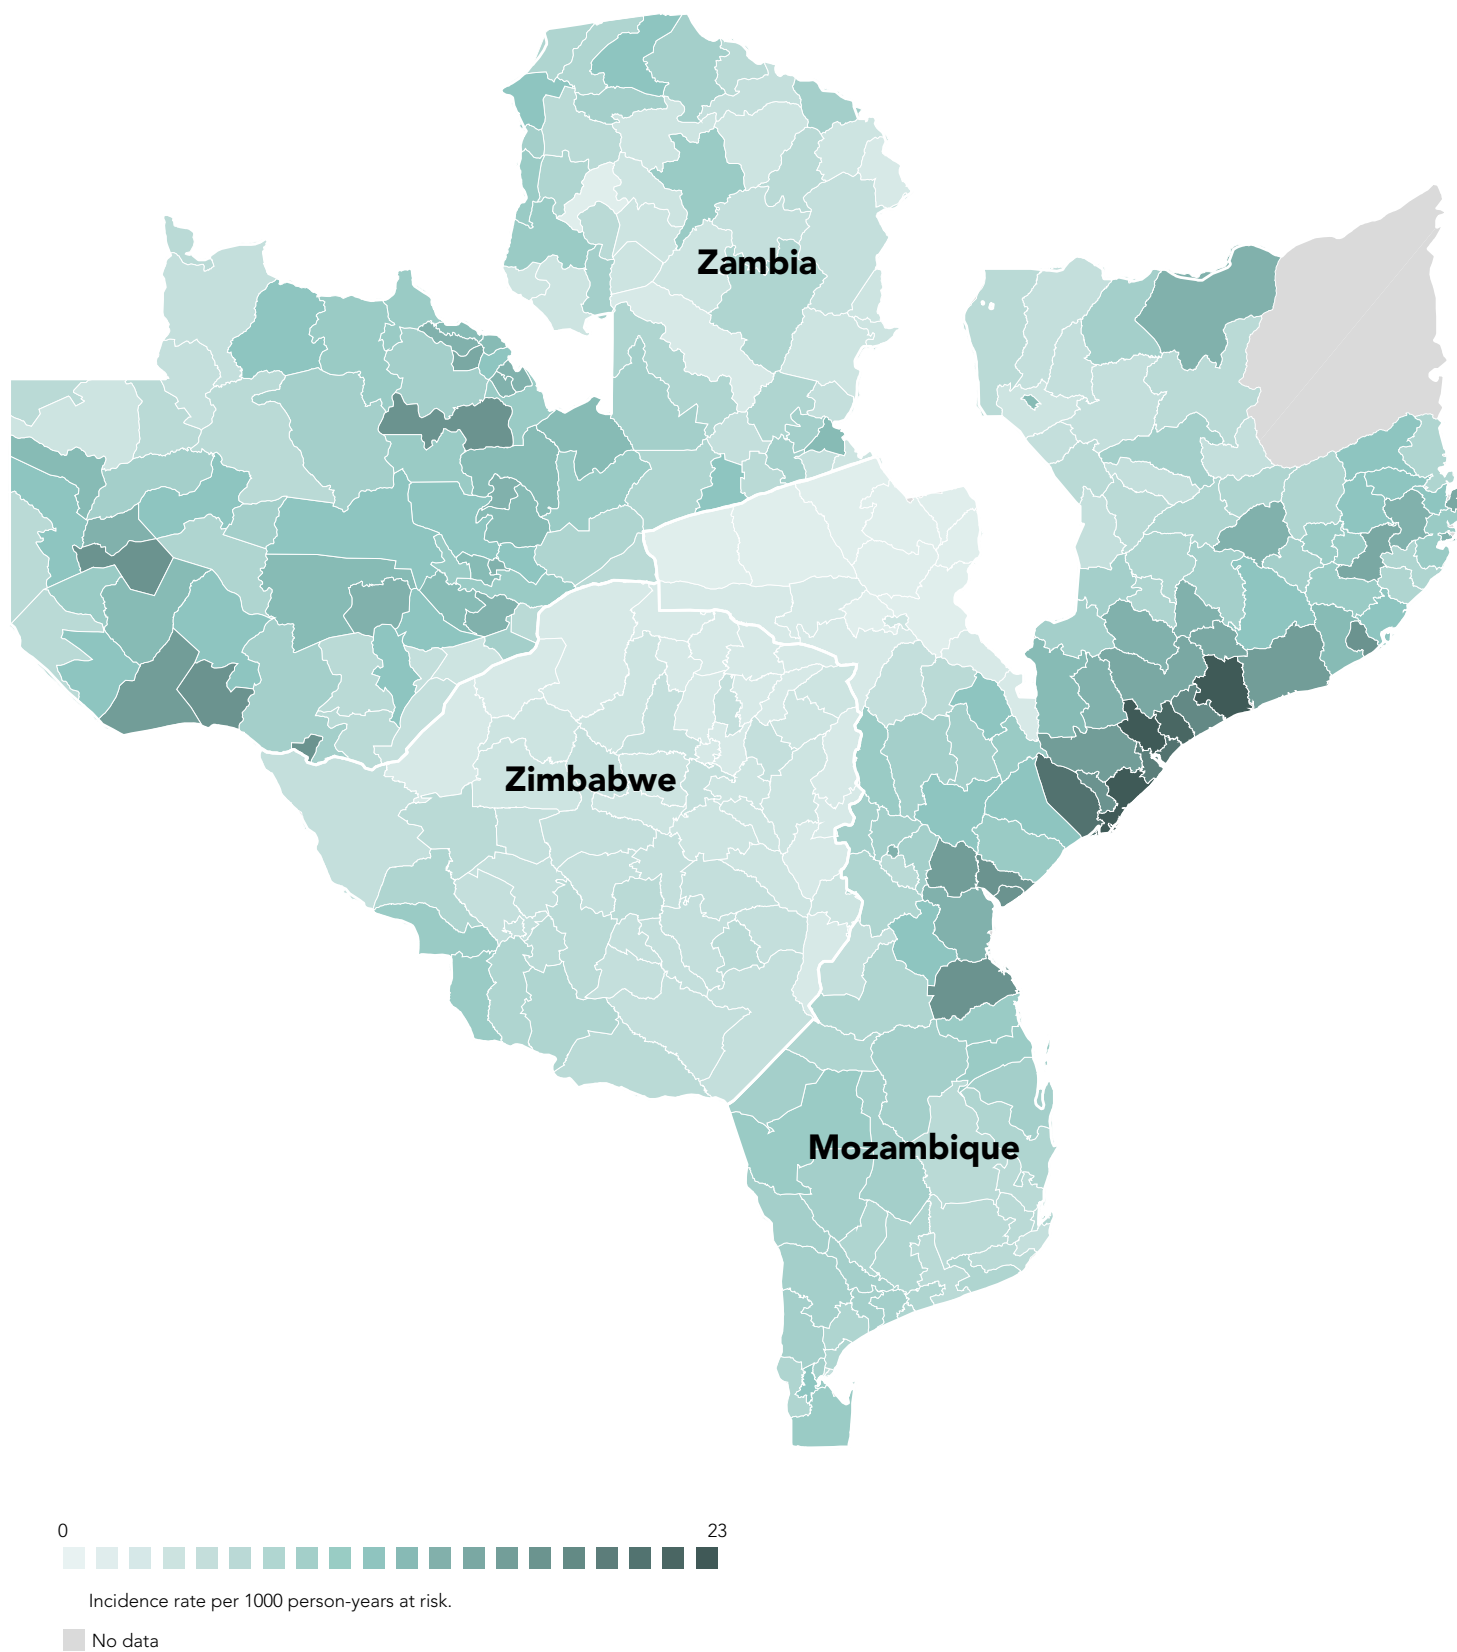 Zambia
Zimbabwe
Mozambique
0 23
Incidence rate per 1000 person-years at risk.
No data